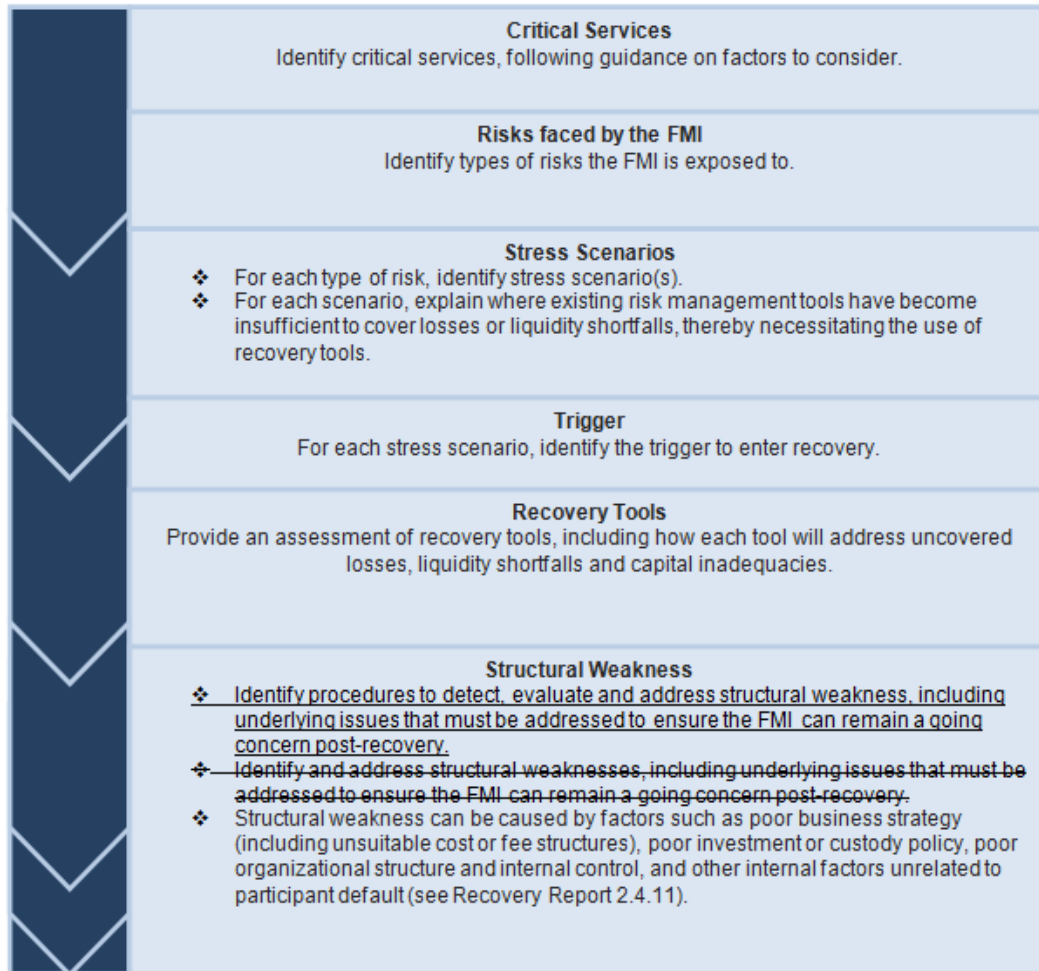 Critical Services
Identify critical services, following guidance on factors to consider.
Risks faced by the FMI
Identify types of risks the FMI is exposed to.
Stress Scenarios
❖ For each type of risk, identify stress scenario(s).
❖ For each scenario, explain where existing risk management tools have become
insufficient to cover losses or liquidity shortfalls, thereby necessitating the use of
recovery tools.
Trigger
For each stress scenario, identify the trigger to enter recovery.
Recovery Tools
Provide an assessment of recovery tools, including how each tool will address uncovered
losses, liquidity shortfalls and capital inadequacies.
Structural Weakness
❖ Identify procedures to detect, evaluate and address structural weakness, including
underlying issues that must be addressed to ensure the FMI can remain a going
concern post-recovery.
❖ Identify and address structural weaknesses, including underlying issues that must be
addressed to ensure the FMI can remain a going concern post-recovery.
❖ Structural weakness can be caused by factors such as poor business strategy
(including unsuitable cost or fee structures), poor investment or custody policy, poor
organizational structure and internal control, and other internal factors unrelated to
participant default (see Recovery Report 2.4.11).